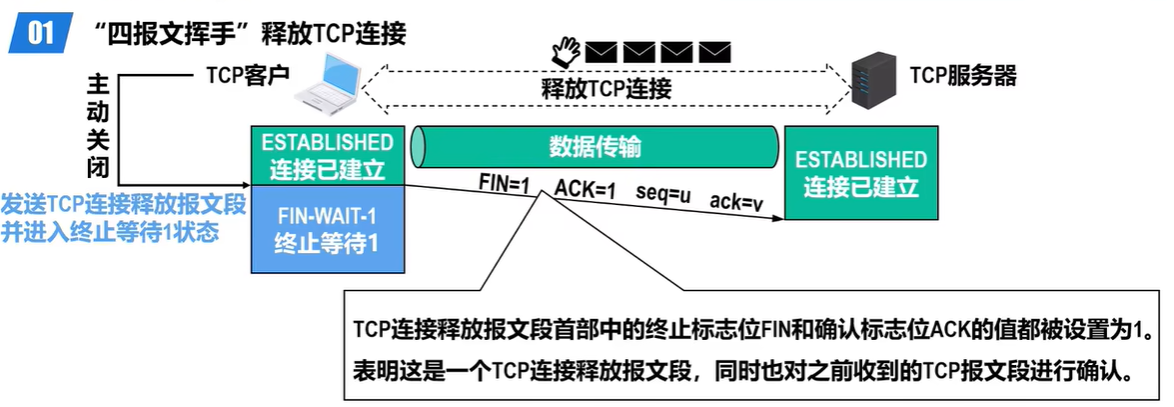 01 “四报文挥手”释放TCP连接
主动关闭
TCP客户
释放TCP连接
TCP服务器
ESTABLISHED
连接已建立
数据传输
ESTABLISHED
连接已建立
FIN=1 ACK=1 seq=u ack=v
发送TCP连接释放报文段
并进入终止等待1状态
FIN-WAIT-1
终止等待1
TCP连接释放报文段首部中的终止标志位FIN和确认标志位ACK的值都被设置为1。
表明这是一个TCP连接释放报文段，同时也对之前收到的TCP报文段进行确认。